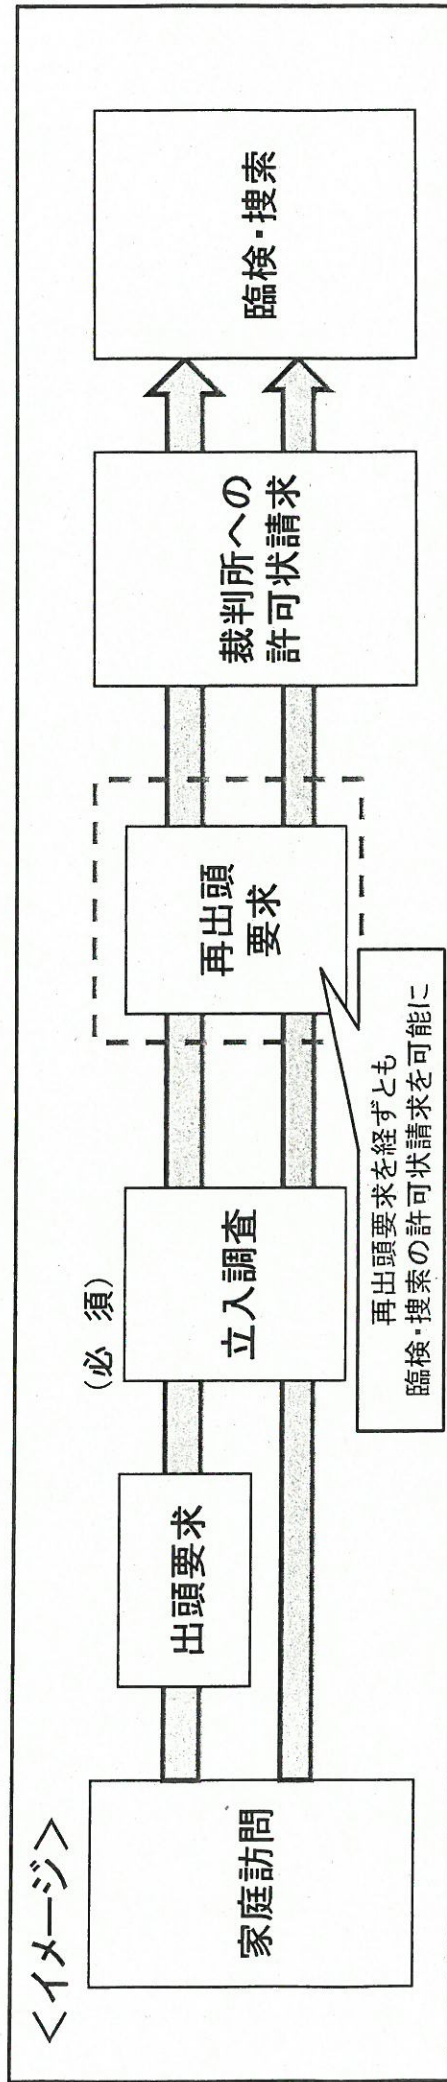 ＜イメージ＞
家庭訪問
出頭要求
(必　須)
立入調査
再出頭
要求
再出頭要求を経ずとも
臨検・捜索の許可状請求を可能に
裁判所への
許可状請求
臨検・捜索